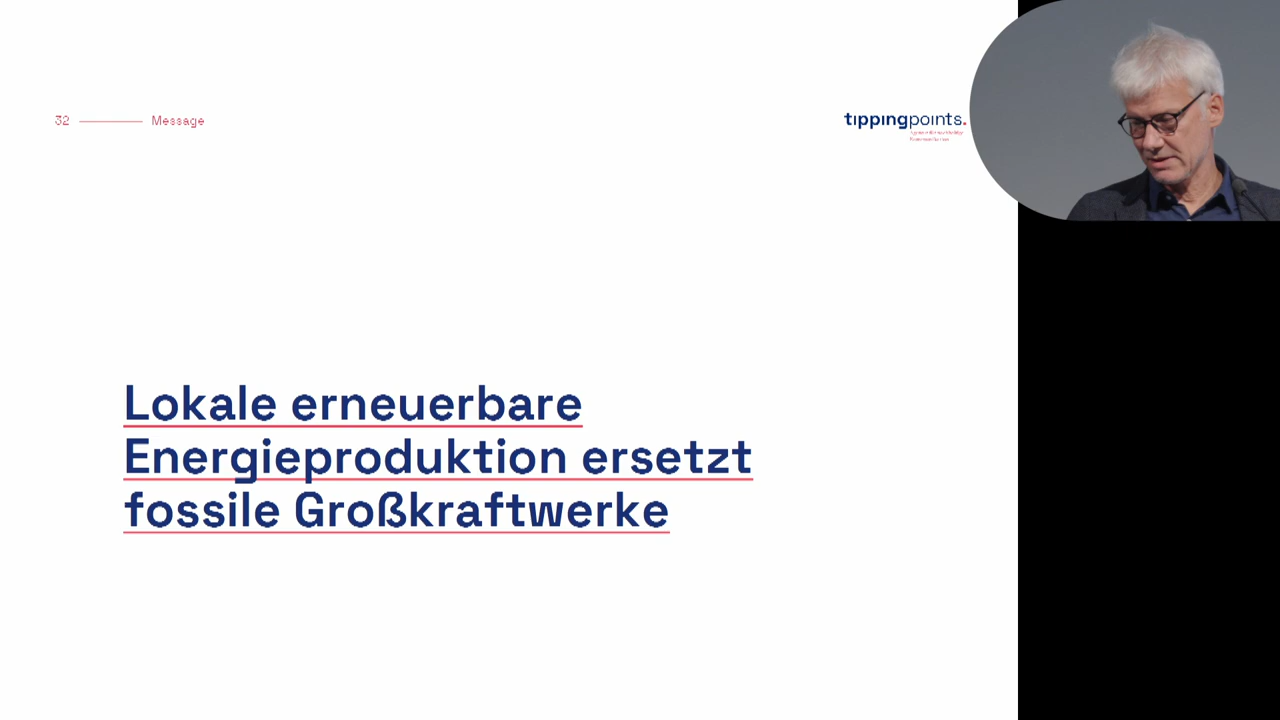 32 Message
tippingpoints.
Lokale erneuerbare
Energieproduktion ersetzt
fossile Großkraftwerke